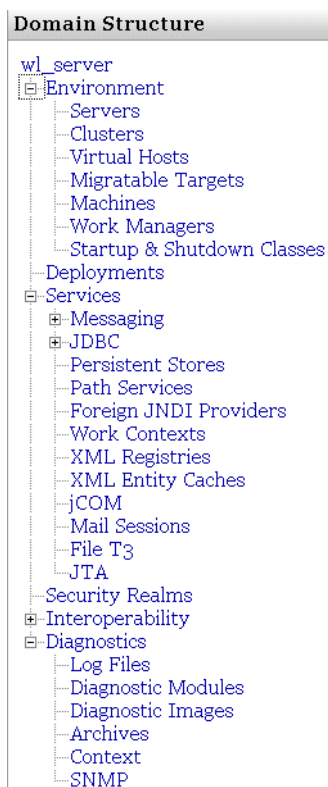 Domain Structure
wl_server
Environment
Servers
Clusters
Virtual Hosts
Migratable Targets
Machines
Work Managers
Startup & Shutdown Classes
Deployments
Services
Messaging
JDBC
Persistent Stores
Path Services
Foreign JNDI Providers
Work Contexts
XML Registries
XML Entity Caches
jCOM
Mail Sessions
File T3
JTA
Security Realms
Interoperability
Diagnostics
Log Files
Diagnostic Modules
Diagnostic Images
Archives
Context
SNMP